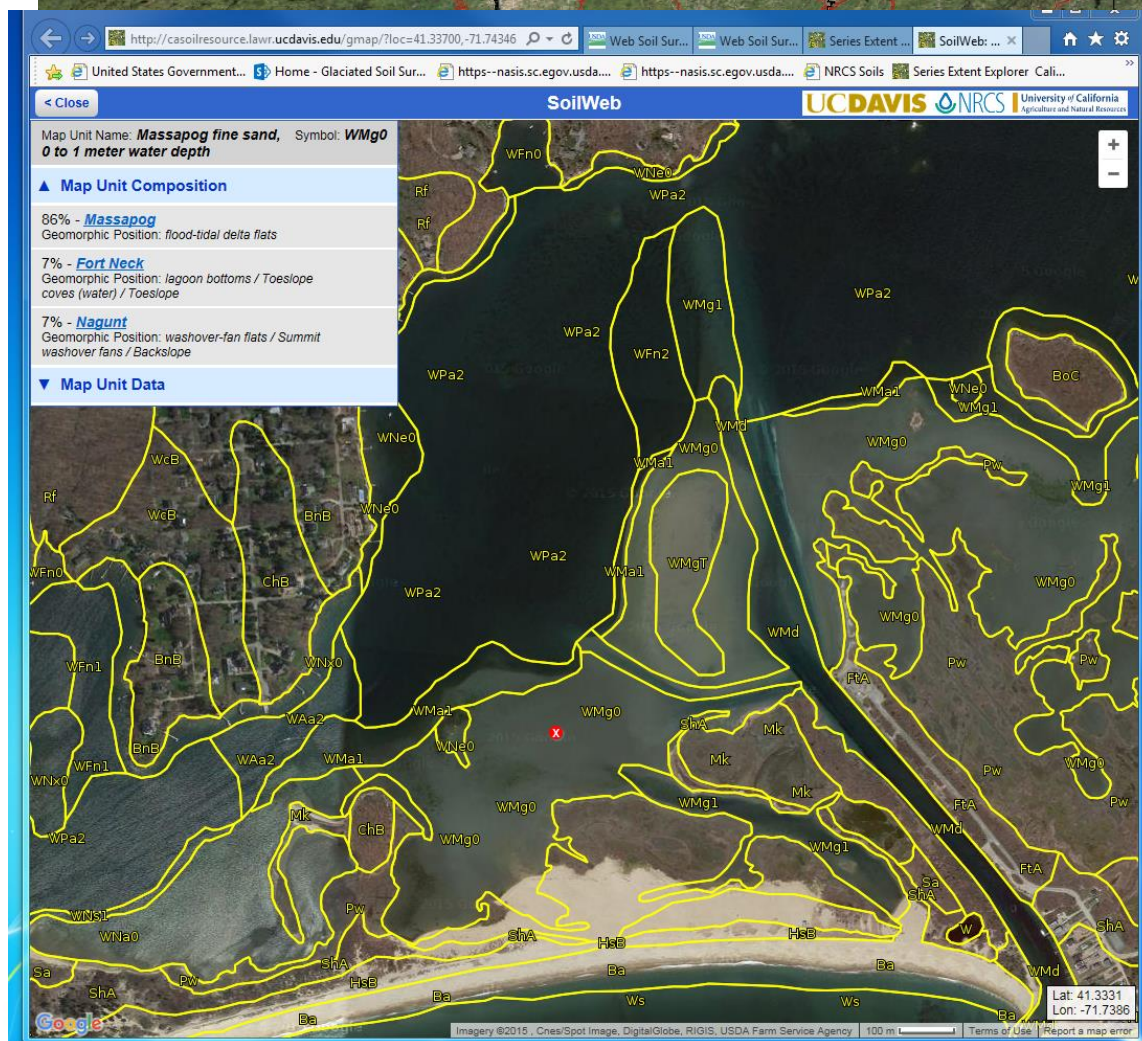 http://casoilresource.lawr.ucdavis.edu/gmap/?loc=41.33700,-71.74346
Web Soil Sur...
Web Soil Sur...
Series Extent ...
SoilWeb: ...
United States Government...
Home - Glaciated Soil Sur...
https--nasis.sc.egov.usda....
https--nasis.sc.egov.usda....
NRCS Soils
Series Extent Explorer Cali...
< Close
SoilWeb
UCDAVIS
NRCS
University of California
Agriculture and Natural Resources
Map Unit Name: Massapog fine sand, Symbol: WMg0
0 to 1 meter water depth
▲ Map Unit Composition
86% - Massapog
Geomorphic Position: flood-tidal delta flats
7% - Fort Neck
Geomorphic Position: lagoon bottoms / Toeslope
coves (water) / Toeslope
7% - Nagunt
Geomorphic Position: washover-fan flats / Summit
washover fans / Backslope
▼ Map Unit Data
+
-
WFn0
WNe0
Rf
WPa2
Rf
WMg1
WPa2
WPa2
WFn2
WPa2
BoC
WMa1
WNe0
WMg1
WMd
WNe0
WMg0
WMg0
WcB
WMa1
Pw
WMg1
Rf
WcB
BnB
WNe0
WPa2
WMa1
WMgT
WFn0
ChB
WPa2
WMg0
WMg0
WMd
BnB
WNx0
Pw
Pw
WFn1
FtA
WMa1
WMg0
ShA
Mk
WAa2
BnB
WNe0
WAa2
WMa1
X
Mk
WFn1
WNx0
Pw
WMg0
Mk
WMg1
WMg0
FtA
Pw
Mk
ChB
WMg0
WMd
WPa2
WMg1
FtA
Sa
ShA
WNs1
Pw
WNa0
ShA
HsB
HsB
W
ShA
Sa
ShA
Pw
ShA
HsB
Ba
Ba
WMd
Ba
Ws
Ws
Ba
Ba
Lat: 41.3331
Lon: -71.7386
Google
Imagery ©2015 , Cnes/Spot Image, DigitalGlobe, RIGIS, USDA Farm Service Agency
100 m
Terms of Use
Report a map error